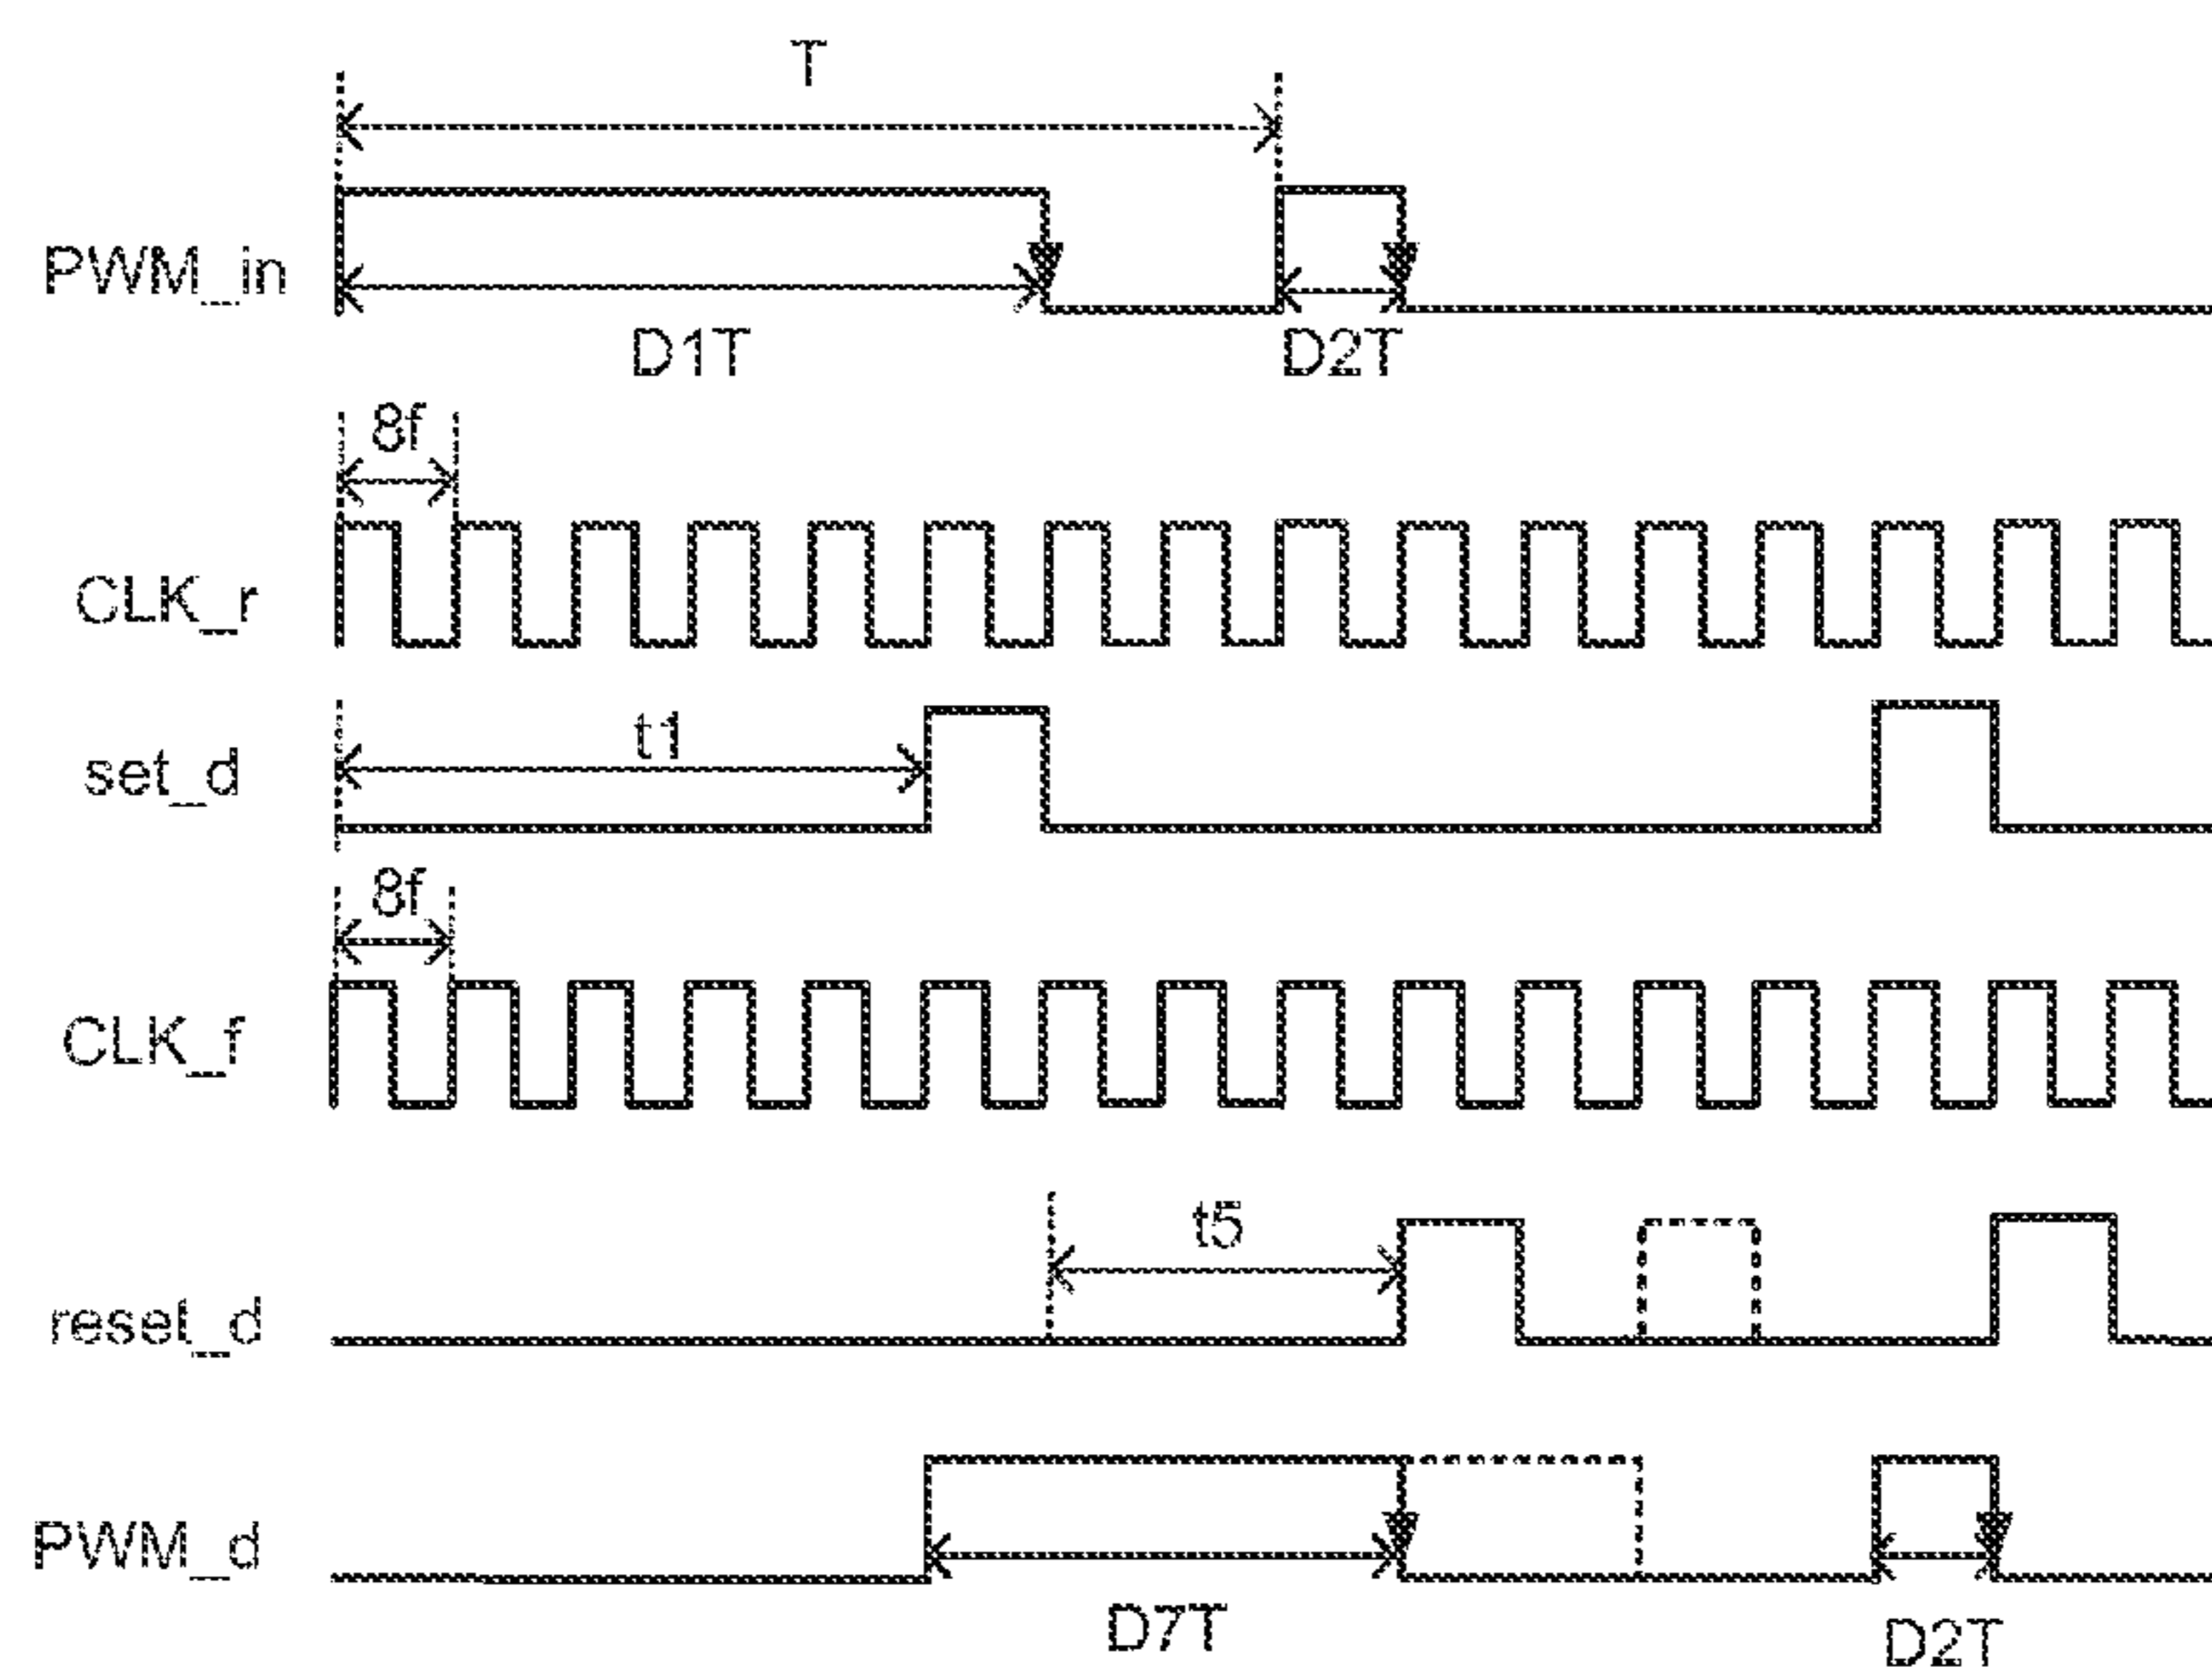 T
PWM_in
D1T
D2T
8f
CLK_r
t1
set_d
8f
CLK_f
t5
reset_d
PWM_d
D7T
D2T